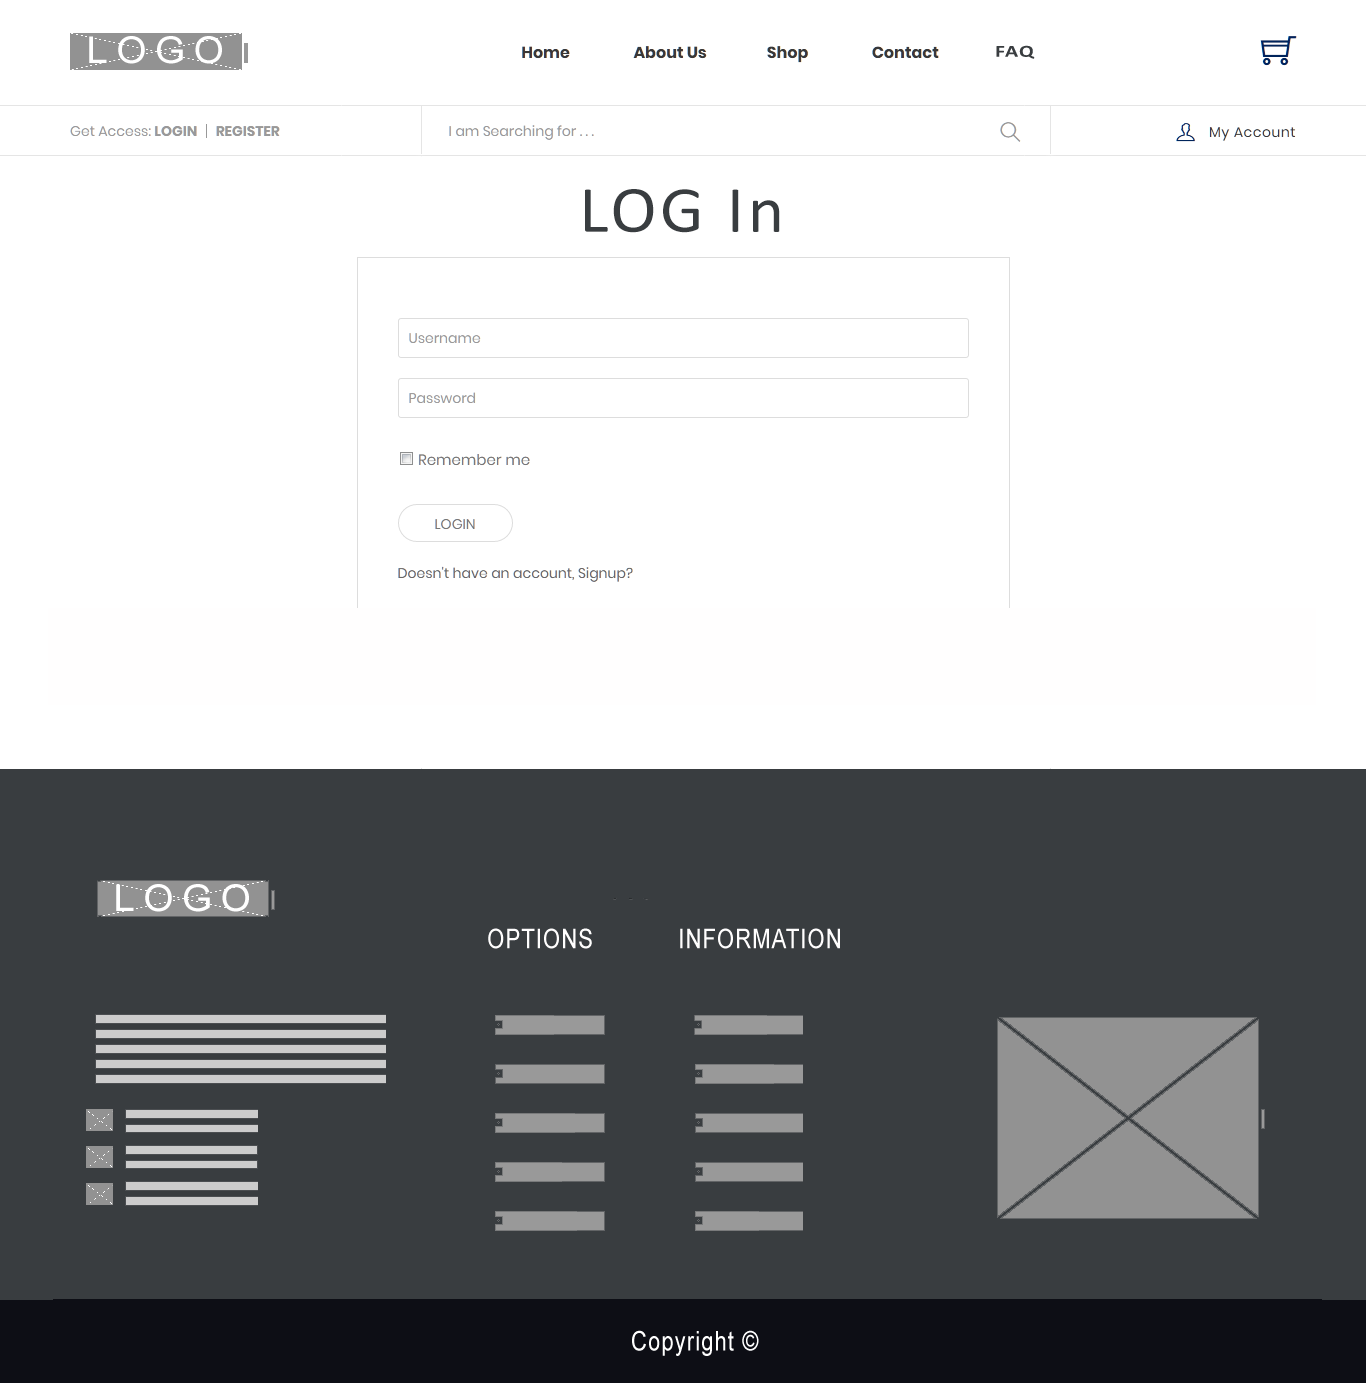 LOGO
Home About Us Shop Contact FAQ
Get Access: LOGIN | REGISTER
I am Searching for . . .
My Account
LOG In
Username
Password
Remember me
LOGIN
Doesn't have an account, Signup?
LOGO
OPTIONS
INFORMATION
Copyright ©